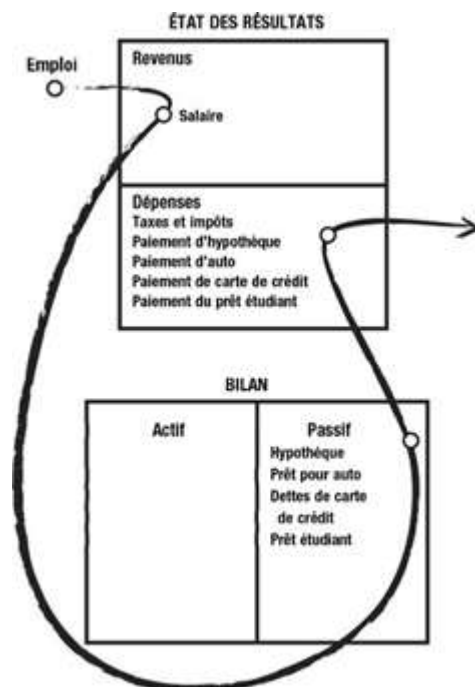 ÉTAT DES RÉSULTATS
Emploi
Revenus
Salaire
Dépenses
Taxes et impôts
Paiement d'hypothèque
Paiement d'auto
Paiement de carte de crédit
Paiement du prêt étudiant
BILAN
Actif
Passif
Hypothéque
Prêt pour auto
Dettes de carte
de crédit
Prêt étudiant